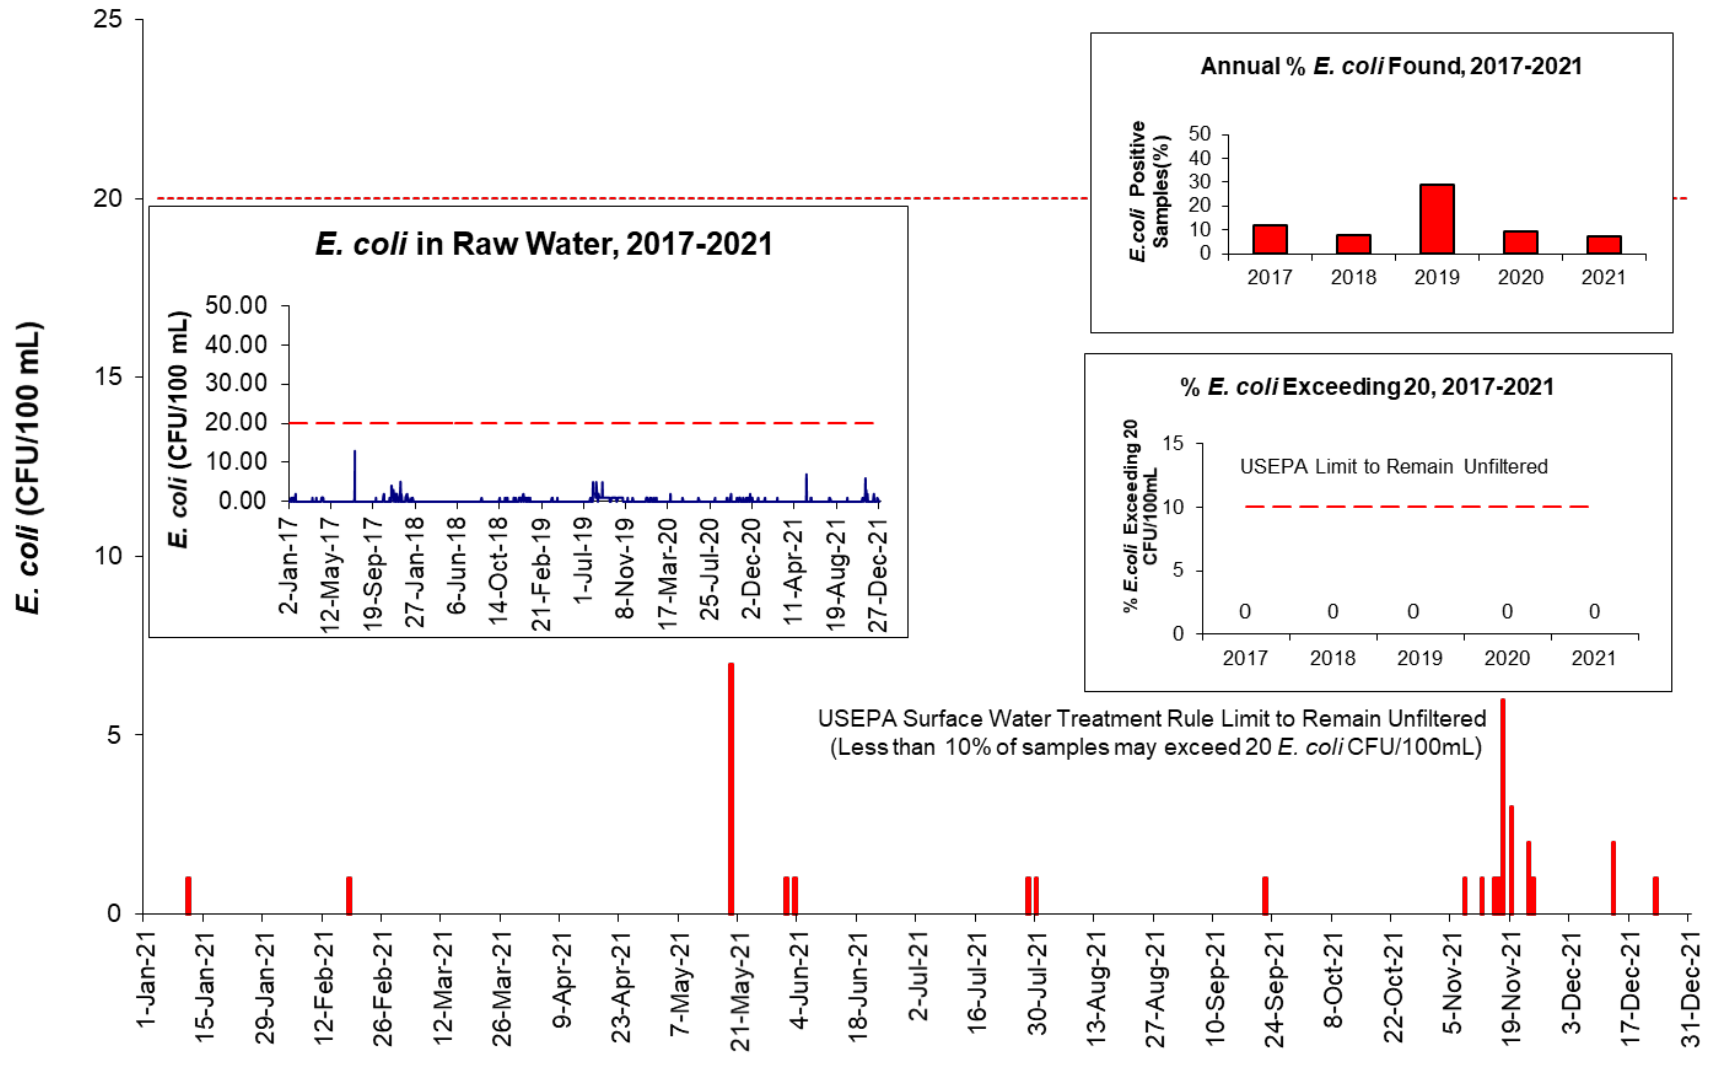 E. coli (CFU/100 mL)
25
20
15
10
5
0
E. coli in Raw Water, 2017-2021
E. coli (CFU/100 mL)
50.00
40.00
30.00
20.00
10.00
0.00
2-Jan-17
12-May-17
19-Sep-17
27-Jan-18
6-Jun-18
14-Oct-18
21-Feb-19
1-Jul-19
8-Nov-19
17-Mar-20
25-Jul-20
2-Dec-20
11-Apr-21
19-Aug-21
27-Dec-21
Annual % E. coli Found, 2017-2021
E.coli Positive
Samples(%)
50
40
30
20
10
0
2017
2018
2019
2020
2021
% E. coli Exceeding 20, 2017-2021
% E.coli Exceeding 20
CFU/100mL
15
10
5
0
USEPA Limit to Remain Unfiltered
0
0
0
0
0
2017
2018
2019
2020
2021
USEPA Surface Water Treatment Rule Limit to Remain Unfiltered
(Less than 10% of samples may exceed 20 E. coli CFU/100mL)
1-Jan-21
15-Jan-21
29-Jan-21
12-Feb-21
26-Feb-21
12-Mar-21
26-Mar-21
9-Apr-21
23-Apr-21
7-May-21
21-May-21
4-Jun-21
18-Jun-21
2-Jul-21
16-Jul-21
30-Jul-21
13-Aug-21
27-Aug-21
10-Sep-21
24-Sep-21
8-Oct-21
22-Oct-21
5-Nov-21
19-Nov-21
3-Dec-21
17-Dec-21
31-Dec-21